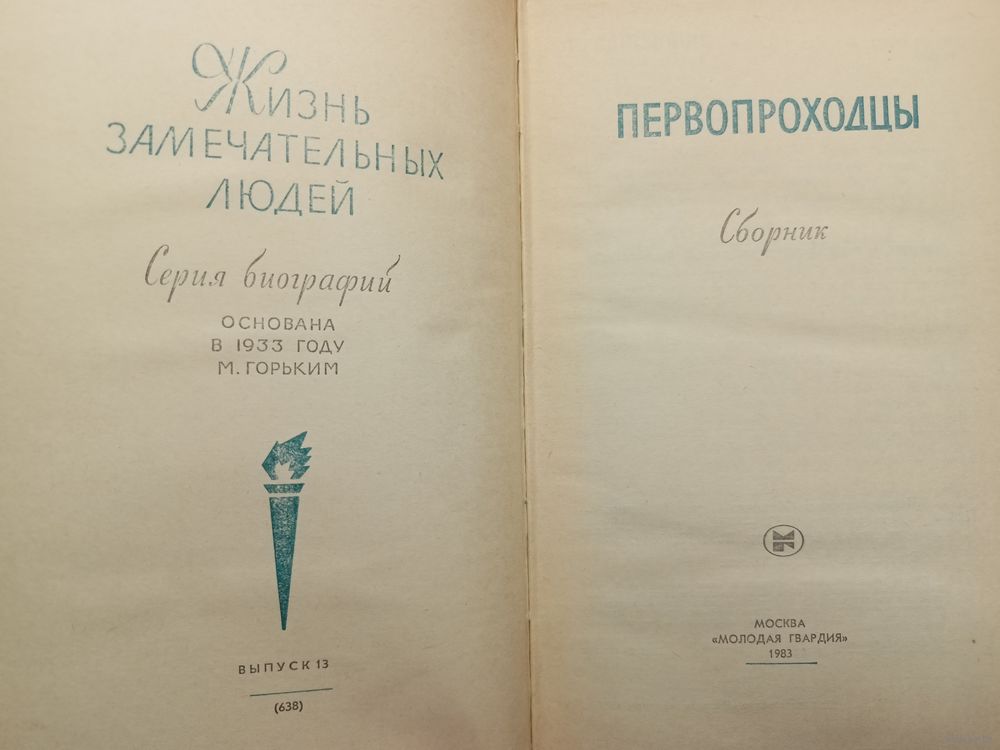 Жизнь
ЗАМЕЧАТЕЛЬНЫХ
ЛЮДЕЙ
Серия биографий
ОСНОВАНА
В 1933 ГОДУ
М. ГОРЬКИМ
ВЫПУСК 13
(638)
ПЕРВОПРОХОДЦЫ
Сборник
МОСКВА
«МОЛОДАЯ ГВАРДИЯ»
1983